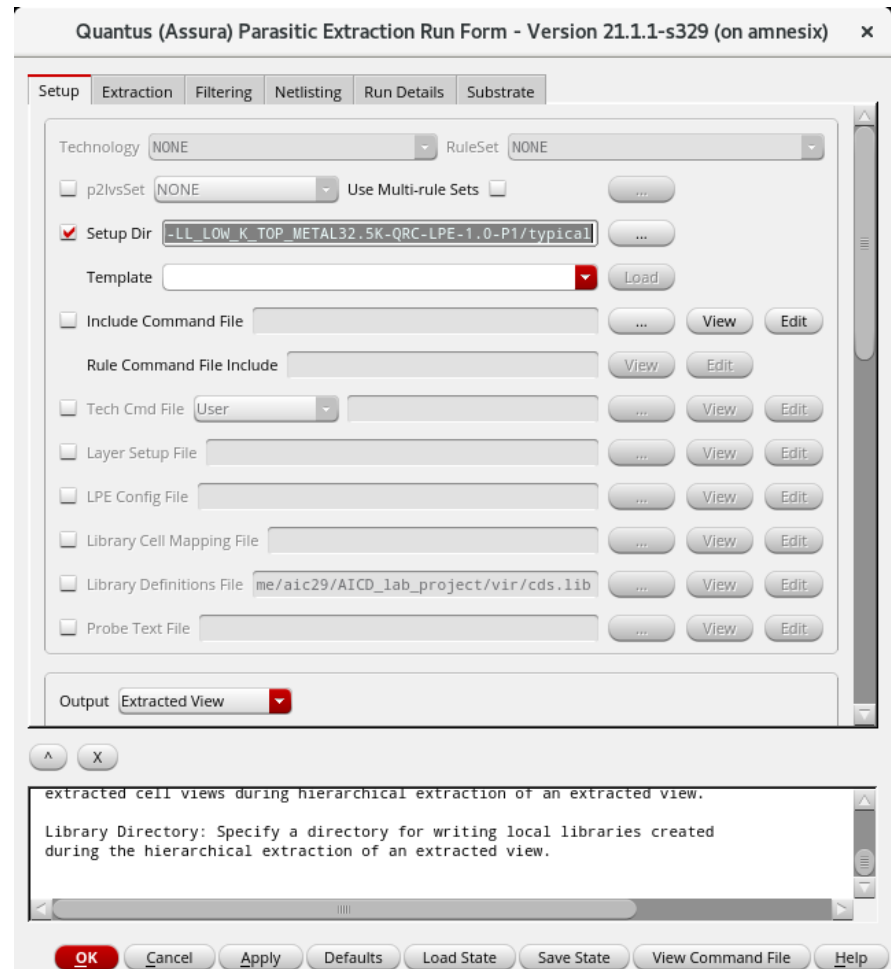 Quantus (Assura) Parasitic Extraction Run Form - Version 21.1.1-s329 (on amnesix) ×
Setup Extraction Filtering Netlisting Run Details Substrate
Technology NONE RuleSet NONE
p2lvsSet NONE Use Multi-rule Sets ...
Setup Dir -LL_LOW_K_TOP_METAL32.5K-QRC-LPE-1.0-P1/typical ...
Template Load
Include Command File ... View Edit
Rule Command File Include View Edit
Tech Cmd File User ... View Edit
Layer Setup File ... View Edit
LPE Config File ... View Edit
Library Cell Mapping File ... View Edit
Library Definitions File me/aic29/AICD_lab_project/vir/cds.lib ... View Edit
Probe Text File ... View Edit
Output Extracted View
^ X
extracted cell views during hierarchical extraction of an extracted view.
Library Directory: Specify a directory for writing local libraries created
during the hierarchical extraction of an extracted view.
OK Cancel Apply Defaults Load State Save State View Command File Help